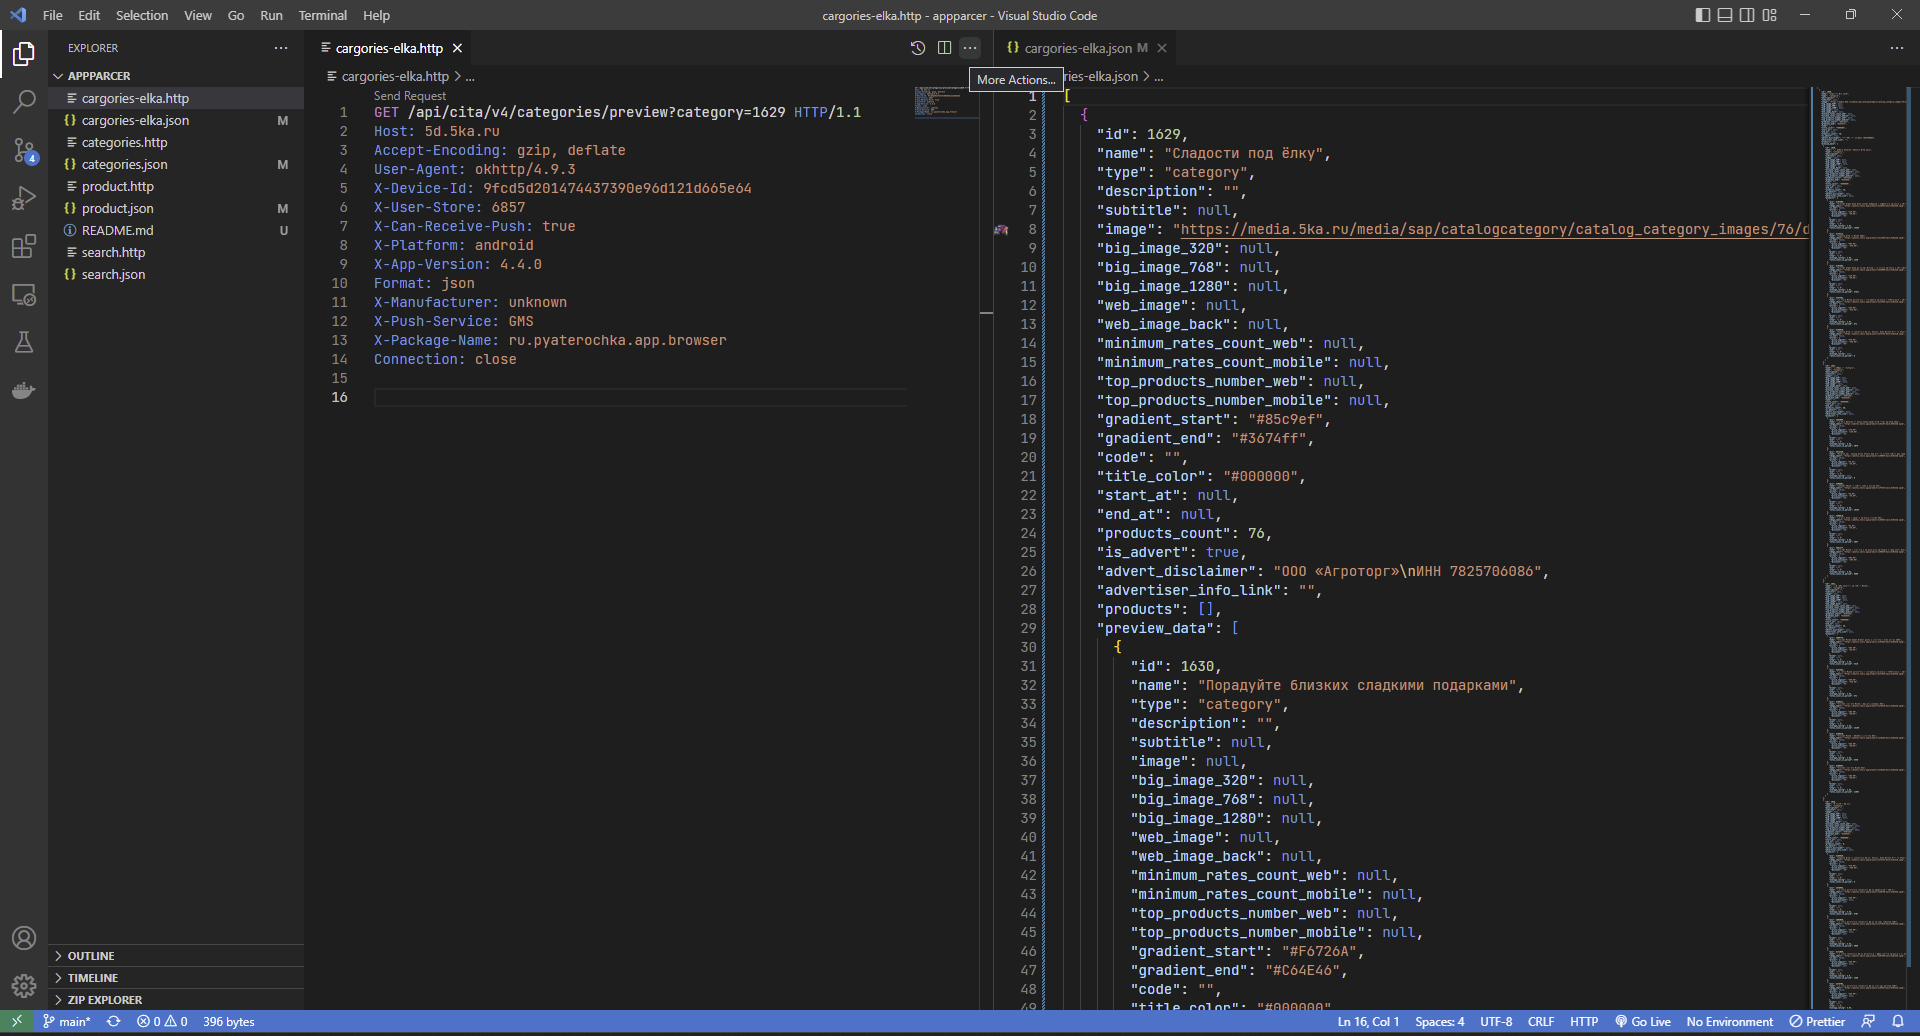 File Edit Selection View Go Run Terminal Help
cargories-elka.http - appparcer - Visual Studio Code
EXPLORER
APPPARCER
cargories-elka.http
cargories-elka.json M
categories.http
categories.json M
product.http
product.json M
README.md U
search.http
search.json
4
OUTLINE
TIMELINE
ZIP EXPLORER
cargories-elka.http
cargories-elka.http > ...
Send Request
1 GET /api/cita/v4/categories/preview?category=1629 HTTP/1.1
2 Host: 5d.5ka.ru
3 Accept-Encoding: gzip, deflate
4 User-Agent: okhttp/4.9.3
5 X-Device-Id: 9fcd5d201474437390e96d121d665e64
6 X-User-Store: 6857
7 X-Can-Receive-Push: true
8 X-Platform: android
9 X-App-Version: 4.4.0
10 Format: json
11 X-Manufacturer: unknown
12 X-Push-Service: GMS
13 X-Package-Name: ru.pyaterochka.app.browser
14 Connection: close
15
16
cargories-elka.json M
More Actions...
ries-elka.json > ...
1 [
2 {
3 "id": 1629,
4 "name": "Сладости под ёлку",
5 "type": "category",
6 "description": "",
7 "subtitle": null,
8 "image": "https://media.5ka.ru/media/sap/catalogcategory/catalog_category_images/76/d
9 "big_image_320": null,
10 "big_image_768": null,
11 "big_image_1280": null,
12 "web_image": null,
13 "web_image_back": null,
14 "minimum_rates_count_web": null,
15 "minimum_rates_count_mobile": null,
16 "top_products_number_web": null,
17 "top_products_number_mobile": null,
18 "gradient_start": "#85c9ef",
19 "gradient_end": "#3674ff",
20 "code": "",
21 "title_color": "#000000",
22 "start_at": null,
23 "end_at": null,
24 "products_count": 76,
25 "is_advert": true,
26 "advert_disclaimer": "ООО «Агроторг»\nИНН 7825706086",
27 "advertiser_info_link": "",
28 "products": [],
29 "preview_data": [
30 {
31 "id": 1630,
32 "name": "Порадуйте близких сладкими подарками",
33 "type": "category",
34 "description": "",
35 "subtitle": null,
36 "image": null,
37 "big_image_320": null,
38 "big_image_768": null,
39 "big_image_1280": null,
40 "web_image": null,
41 "web_image_back": null,
42 "minimum_rates_count_web": null,
43 "minimum_rates_count_mobile": null,
44 "top_products_number_web": null,
45 "top_products_number_mobile": null,
46 "gradient_start": "#F6726A",
47 "gradient_end": "#C64E46",
48 "code": "",
49 "title_color": "#000000"
main* 0 0 396 bytes
Ln 16, Col 1 Spaces: 4 UTF-8 CRLF HTTP Go Live No Environment Prettier